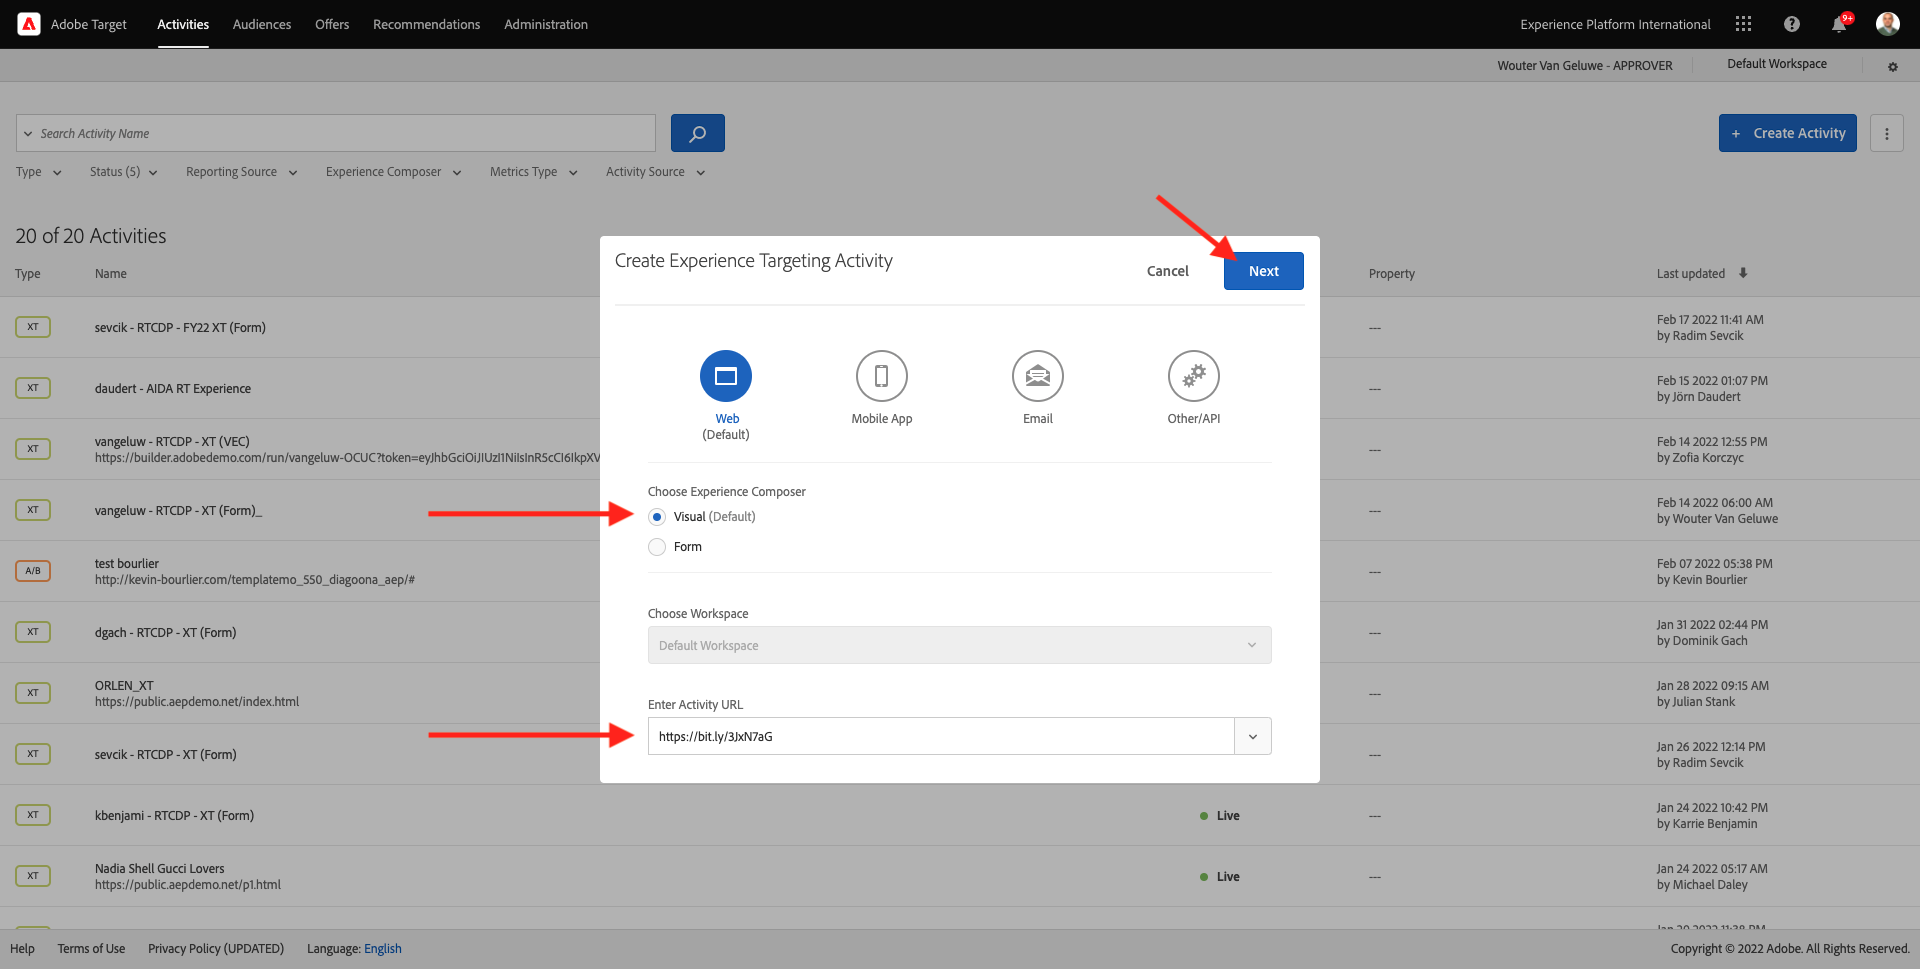 Adobe Target
Activities
Audiences
Offers
Recommendations
Administration
Experience Platform International
9+
Wouter Van Geluwe - APPROVER
Default Workspace
Search Activity Name
+ Create Activity
Type
Status (5)
Reporting Source
Experience Composer
Metrics Type
Activity Source
20 of 20 Activities
Type
Name
Property
Last updated
XT
sevcik - RTCDP - FY22 XT (Form)
---
Feb 17 2022 11:41 AM
by Radim Sevcik
XT
daudert - AIDA RT Experience
---
Feb 15 2022 01:07 PM
by Jörn Daudert
XT
vangeluw - RTCDP - XT (VEC)
https://builder.adobedemo.com/run/vangeluw-OCUC?token=eyJhbGciOiJIUzI1NiIsInR5cCI6IkpXV
---
Feb 14 2022 12:55 PM
by Zofia Korczyc
XT
vangeluw - RTCDP - XT (Form)_
---
Feb 14 2022 06:00 AM
by Wouter Van Geluwe
A/B
test bourlier
http://kevin-bourlier.com/templatemo_550_diagoona_aep/#
---
Feb 07 2022 05:38 PM
by Kevin Bourlier
XT
dgach - RTCDP - XT (Form)
---
Jan 31 2022 02:44 PM
by Dominik Gach
XT
ORLEN_XT
https://public.aepdemo.net/index.html
---
Jan 28 2022 09:15 AM
by Julian Stank
XT
sevcik - RTCDP - XT (Form)
---
Jan 26 2022 12:14 PM
by Radim Sevcik
XT
kbenjami - RTCDP - XT (Form)
Live
---
Jan 24 2022 10:42 PM
by Karrie Benjamin
XT
Nadia Shell Gucci Lovers
https://public.aepdemo.net/p1.html
Live
---
Jan 24 2022 05:17 AM
by Michael Daley
Create Experience Targeting Activity
Cancel
Next
Web
(Default)
Mobile App
Email
Other/API
Choose Experience Composer
Visual (Default)
Form
Choose Workspace
Default Workspace
Enter Activity URL
https://bit.ly/3JxN7aG
Help
Terms of Use
Privacy Policy (UPDATED)
Language: English
Copyright © 2022 Adobe. All Rights Reserved.